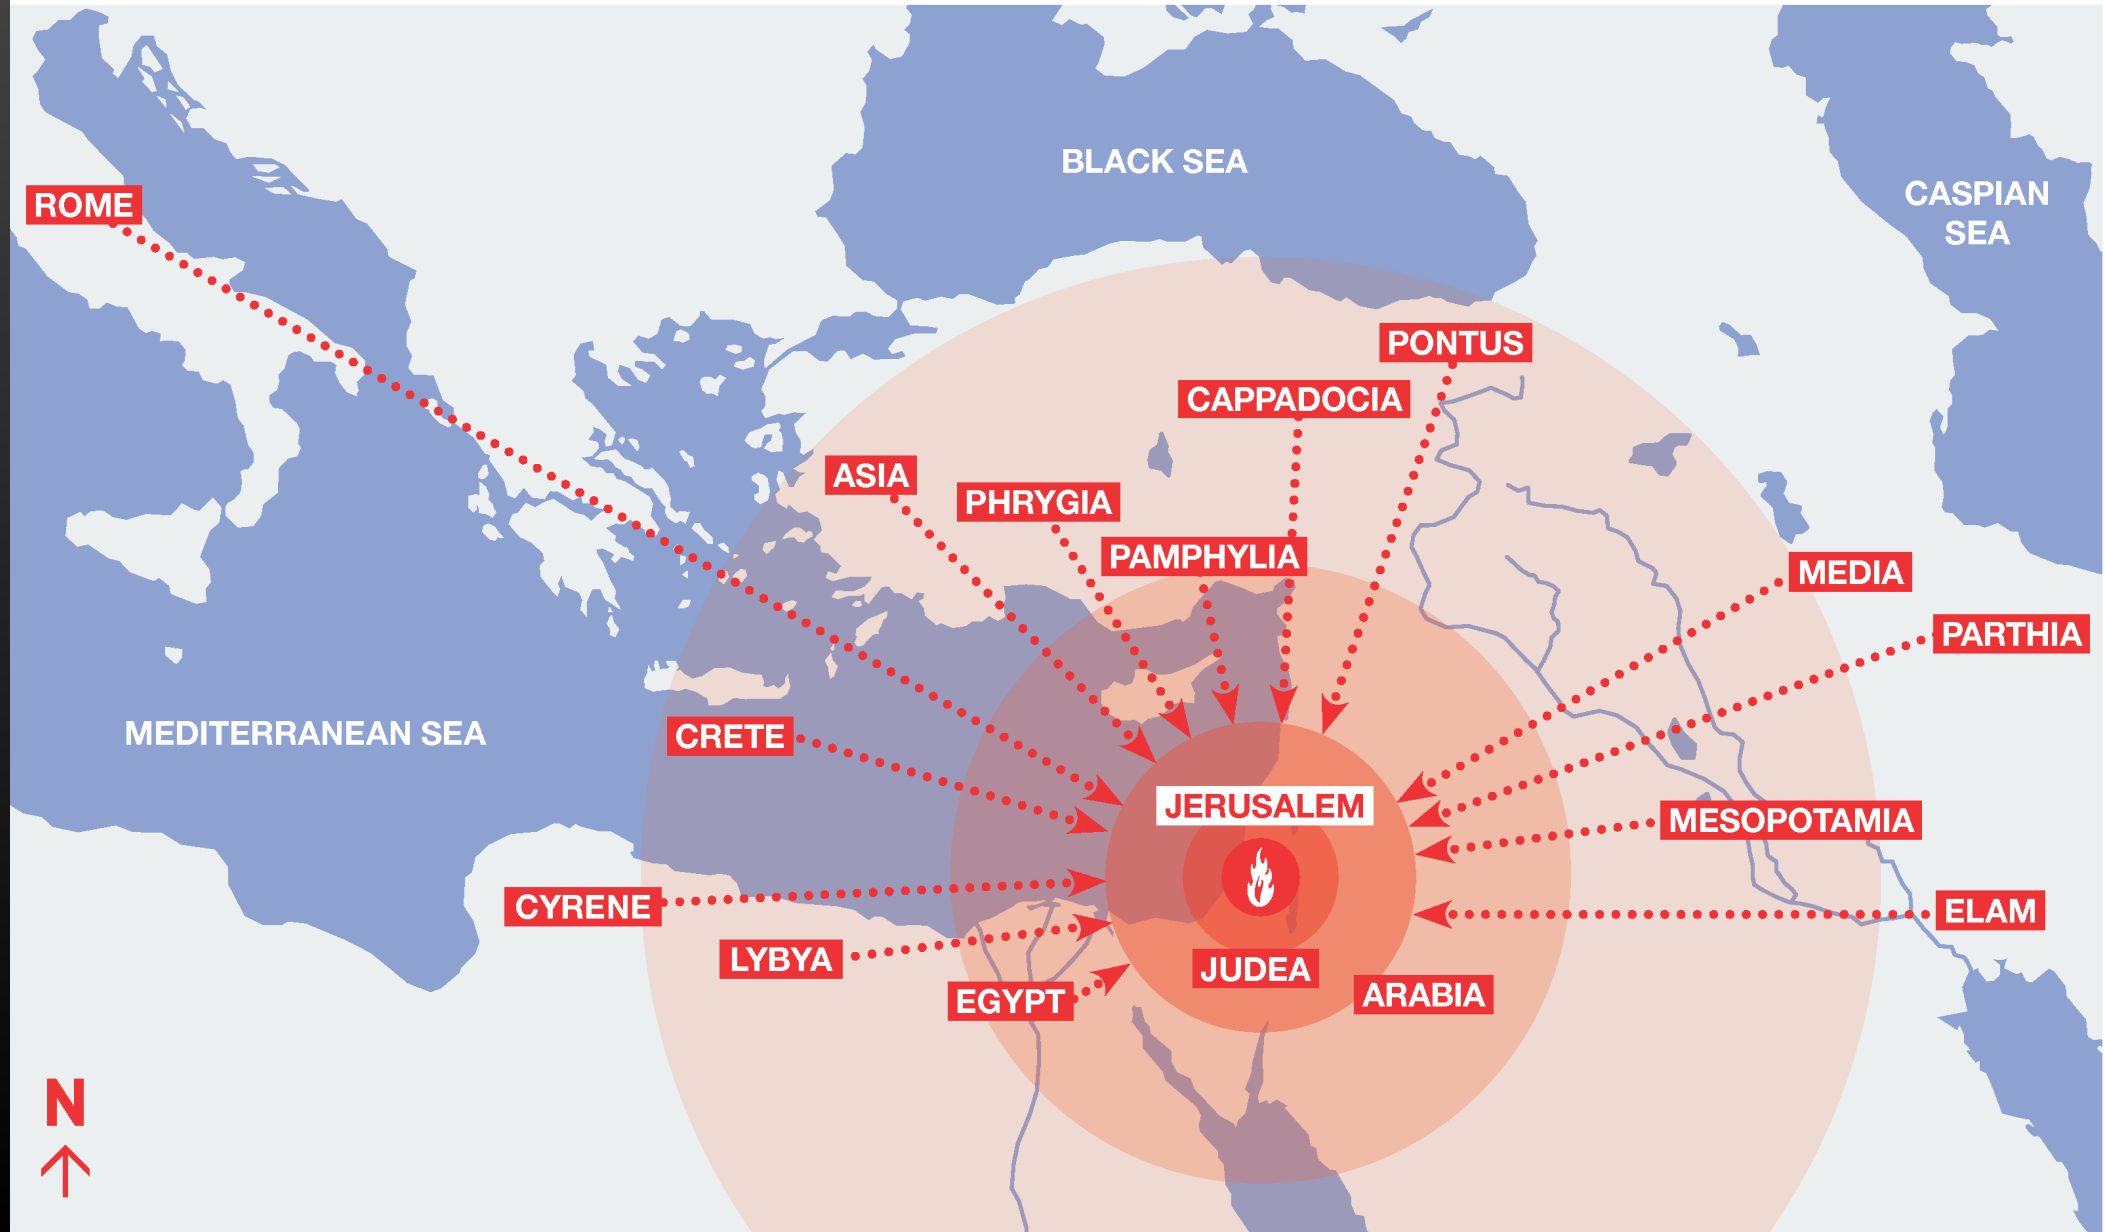 BLACK SEA
CASPIAN
SEA
ROME
PONTUS
CAPPADOCIA
ASIA
PHRYGIA
PAMPHYLIA
MEDIA
PARTHIA
MEDITERRANEAN SEA
CRETE
JERUSALEM
MESOPOTAMIA
CYRENE
ELAM
LYBYA
JUDEA
EGYPT
ARABIA
N